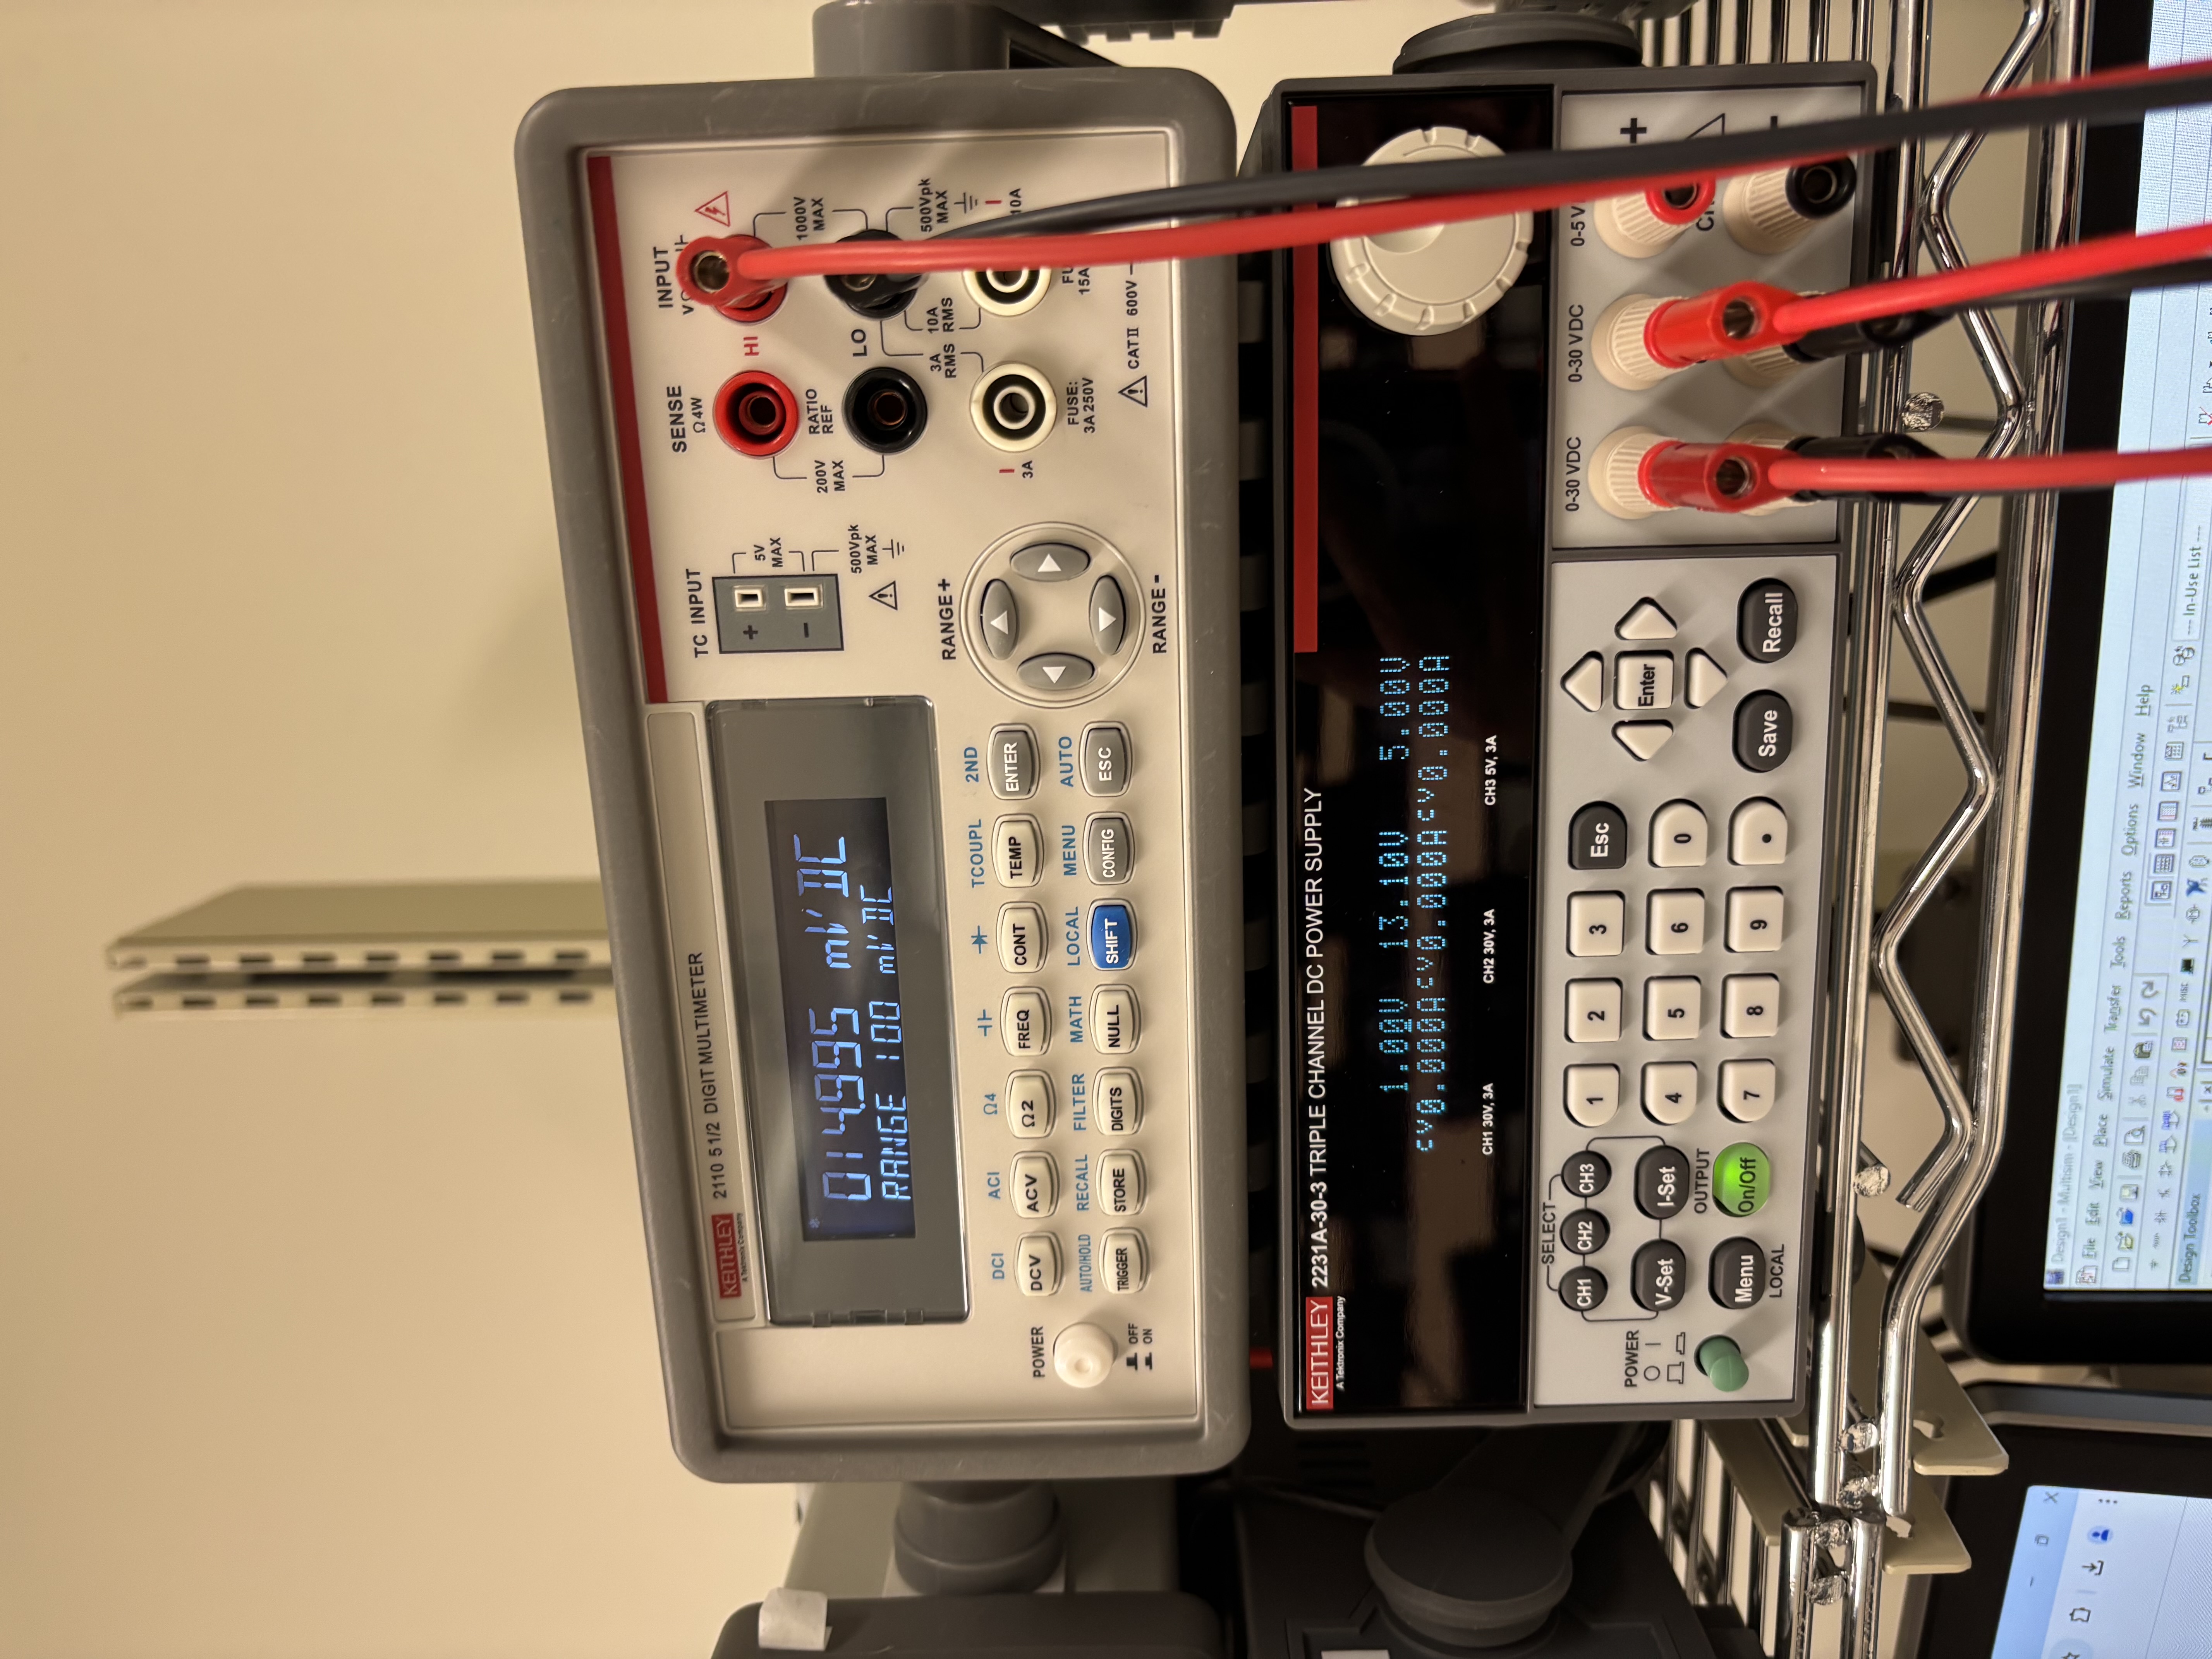 KEITHLEY
A Tektronix Company
2110 5 1/2 DIGIT MULTIMETER
014.995 mV DC
RANGE 100 mV DC
TC INPUT
+
-
5V
MAX
500Vpk
MAX
SENSE
Ω 4W
INPUT
HI
LO
200V
MAX
RATIO
REF
1000V
MAX
3A
RMS
10A
RMS
500Vpk
MAX
I
3A
I
10A
FUSE:
3A 250V
CAT II 600V
RANGE +
RANGE -
POWER
OFF
ON
DCI
ACI
Ω4
TCOUPL
2ND
DCV
ACV
Ω2
FREQ
CONT
TEMP
ENTER
AUTO/HOLD
RECALL
FILTER
MATH
LOCAL
MENU
AUTO
TRIGGER
STORE
DIGITS
NULL
SHIFT
CONFIG
ESC
KEITHLEY
A Tektronix Company
2231A-30-3 TRIPLE CHANNEL DC POWER SUPPLY
1.00V 13.10V 5.00V
CV0.000A CV0.000A CV0.000A
CH1 30V, 3A
CH2 30V, 3A
CH3 5V, 3A
SELECT
CH1
CH2
CH3
V-Set
I-Set
POWER
OUTPUT
Menu
On/Off
LOCAL
1
2
3
Esc
4
5
6
0
7
8
9
.
Enter
Save
Recall
0-30 VDC
0-30 VDC
0-5 V
+
-
Design1 - Multisim - [Design1]
File Edit View Place Simulate Transfer Tools Reports Options Window Help
--- In-Use List ---
Design Toolbox